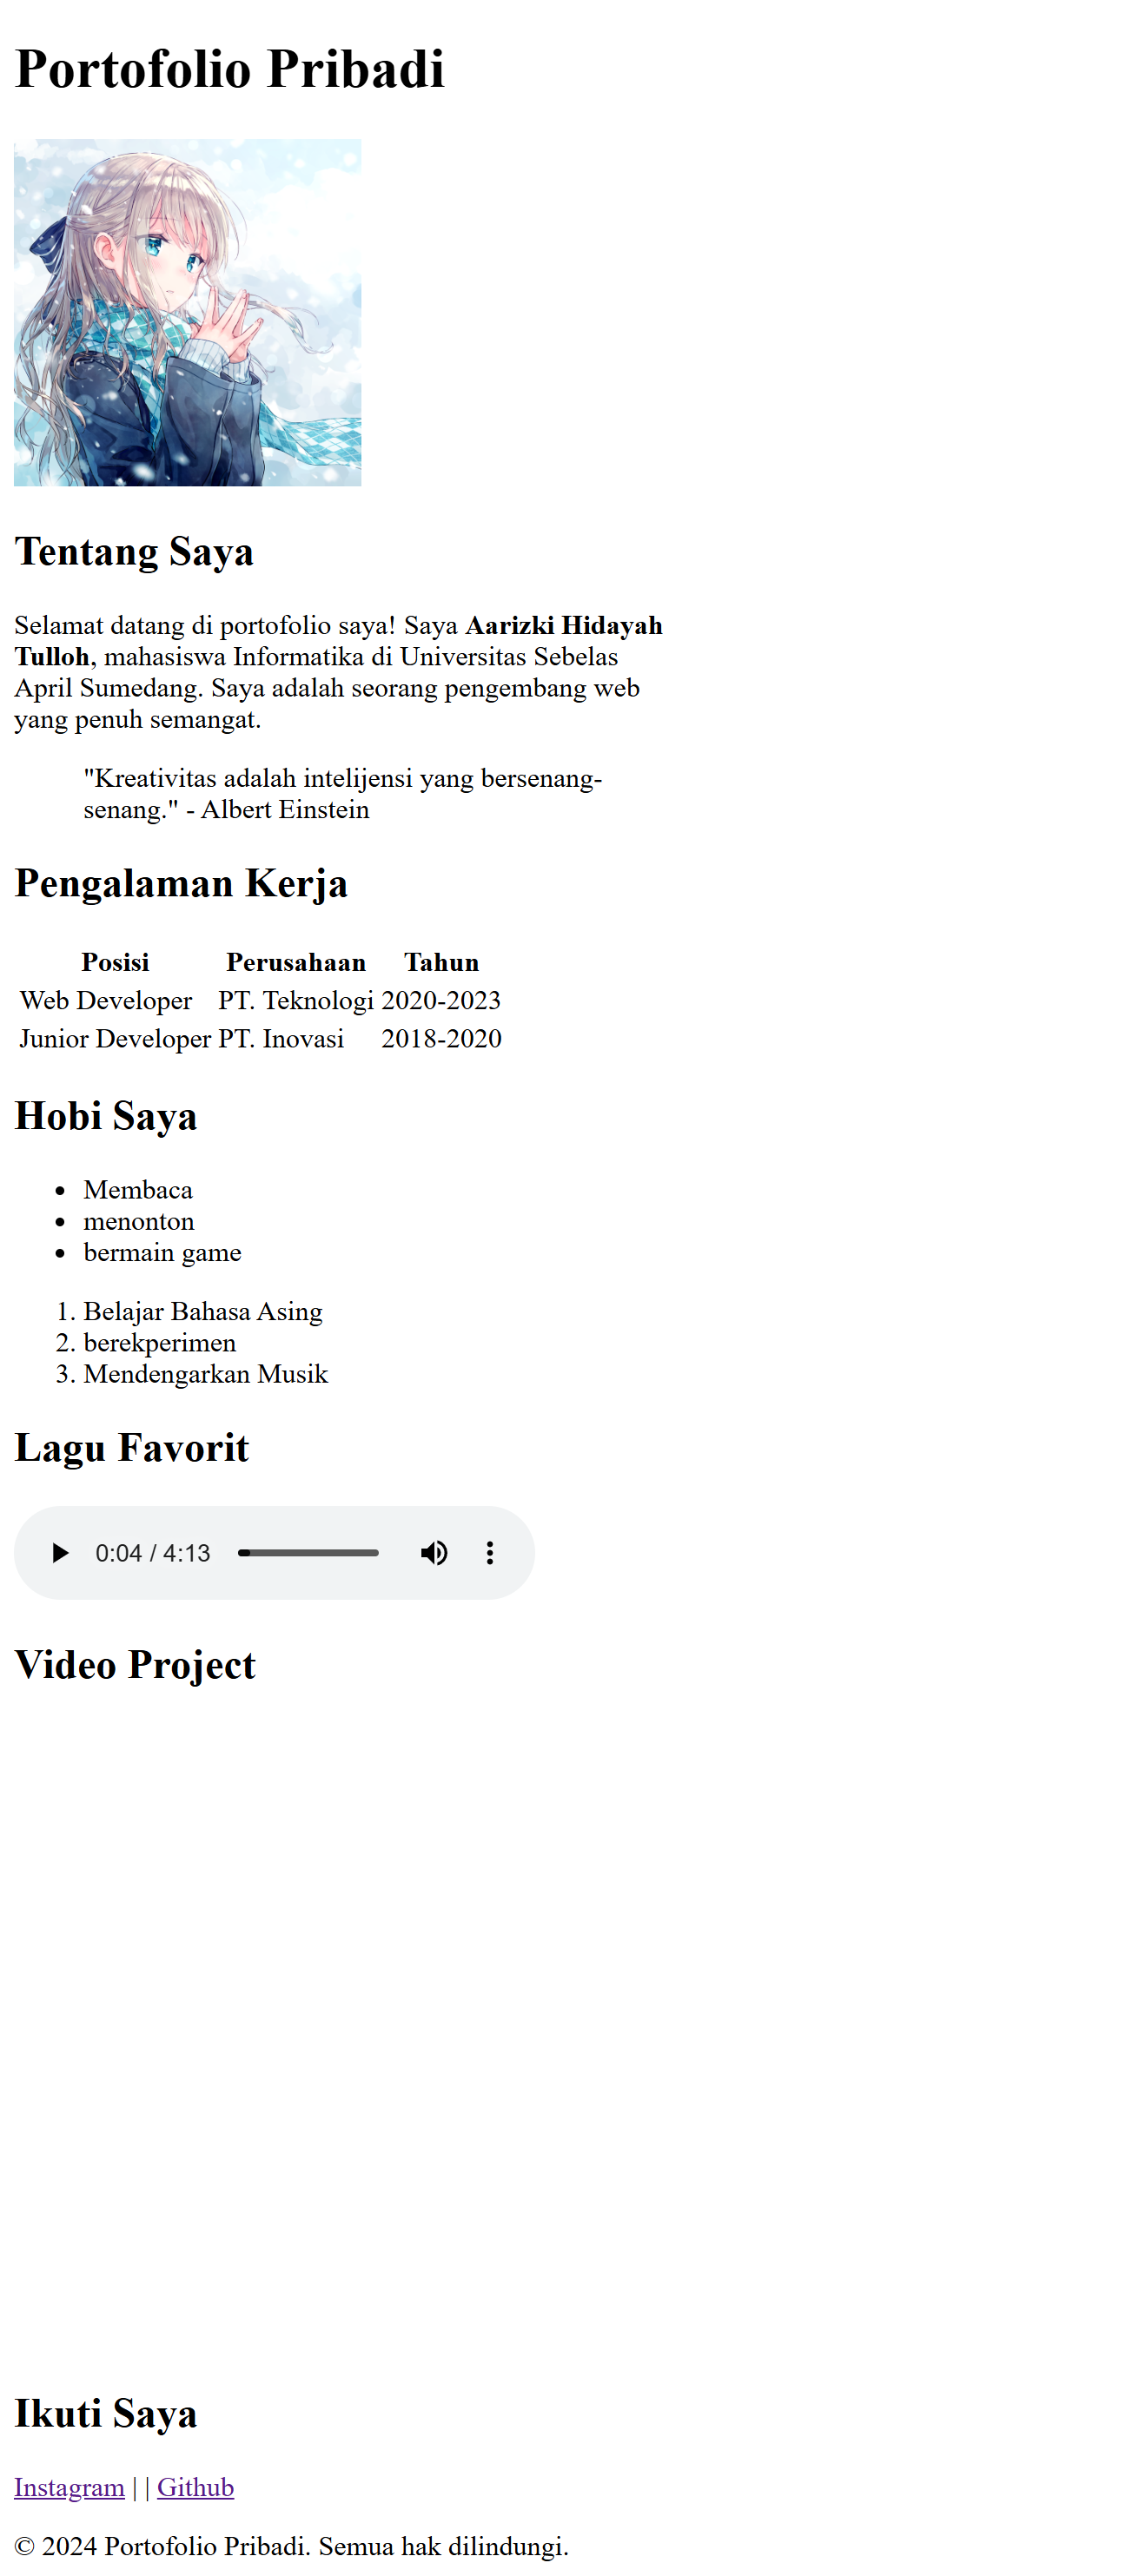 Portofolio Pribadi
Tentang Saya
Selamat datang di portofolio saya! Saya Aarizki Hidayah
Tulloh, mahasiswa Informatika di Universitas Sebelas
April Sumedang. Saya adalah seorang pengembang web
yang penuh semangat.
"Kreativitas adalah intelijensi yang bersenang-
senang." - Albert Einstein
Pengalaman Kerja
Posisi Perusahaan Tahun
Web Developer PT. Teknologi 2020-2023
Junior Developer PT. Inovasi 2018-2020
Hobi Saya
• Membaca
• menonton
• bermain game
1. Belajar Bahasa Asing
2. berekperimen
3. Mendengarkan Musik
Lagu Favorit
0:04 / 4:13
Video Project
Ikuti Saya
Instagram | | Github
© 2024 Portofolio Pribadi. Semua hak dilindungi.